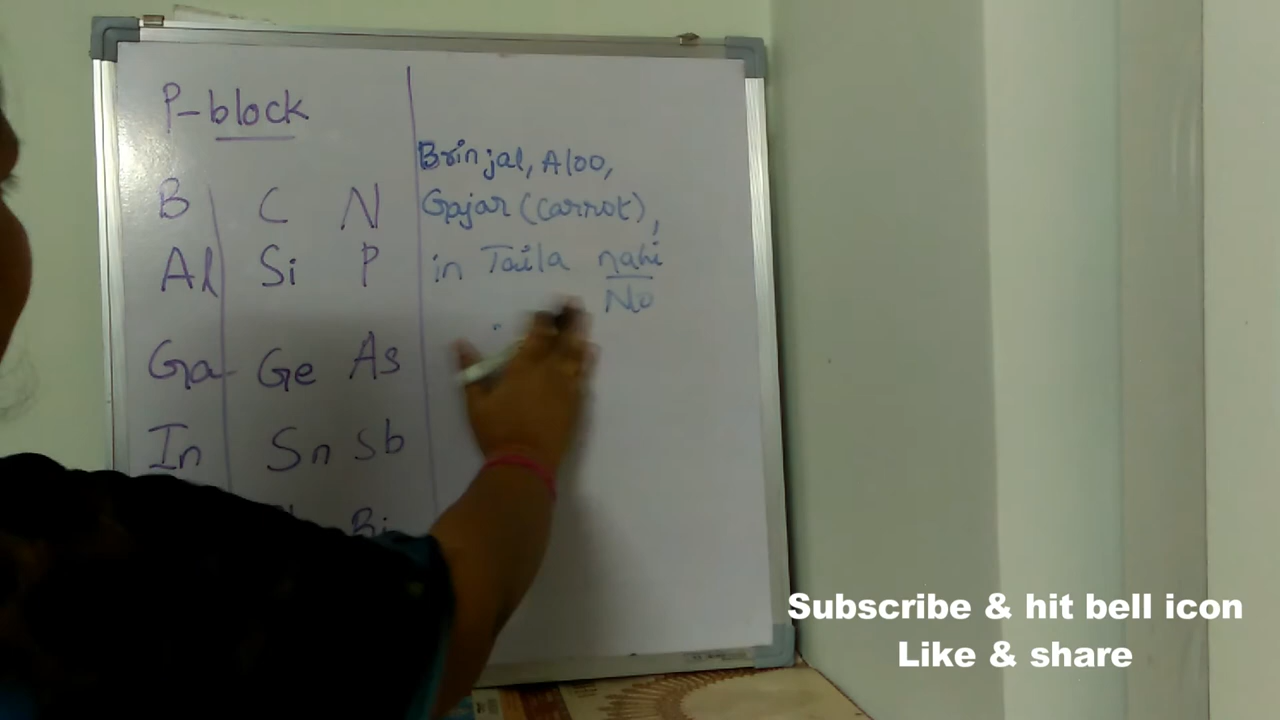 P-block
B C N
Al Si P
Ga Ge As
In Sn Sb
Bi
Brinjal, Aloo,
Gajar (carrot),
in Taila nahi
No
Subscribe & hit bell icon
Like & share